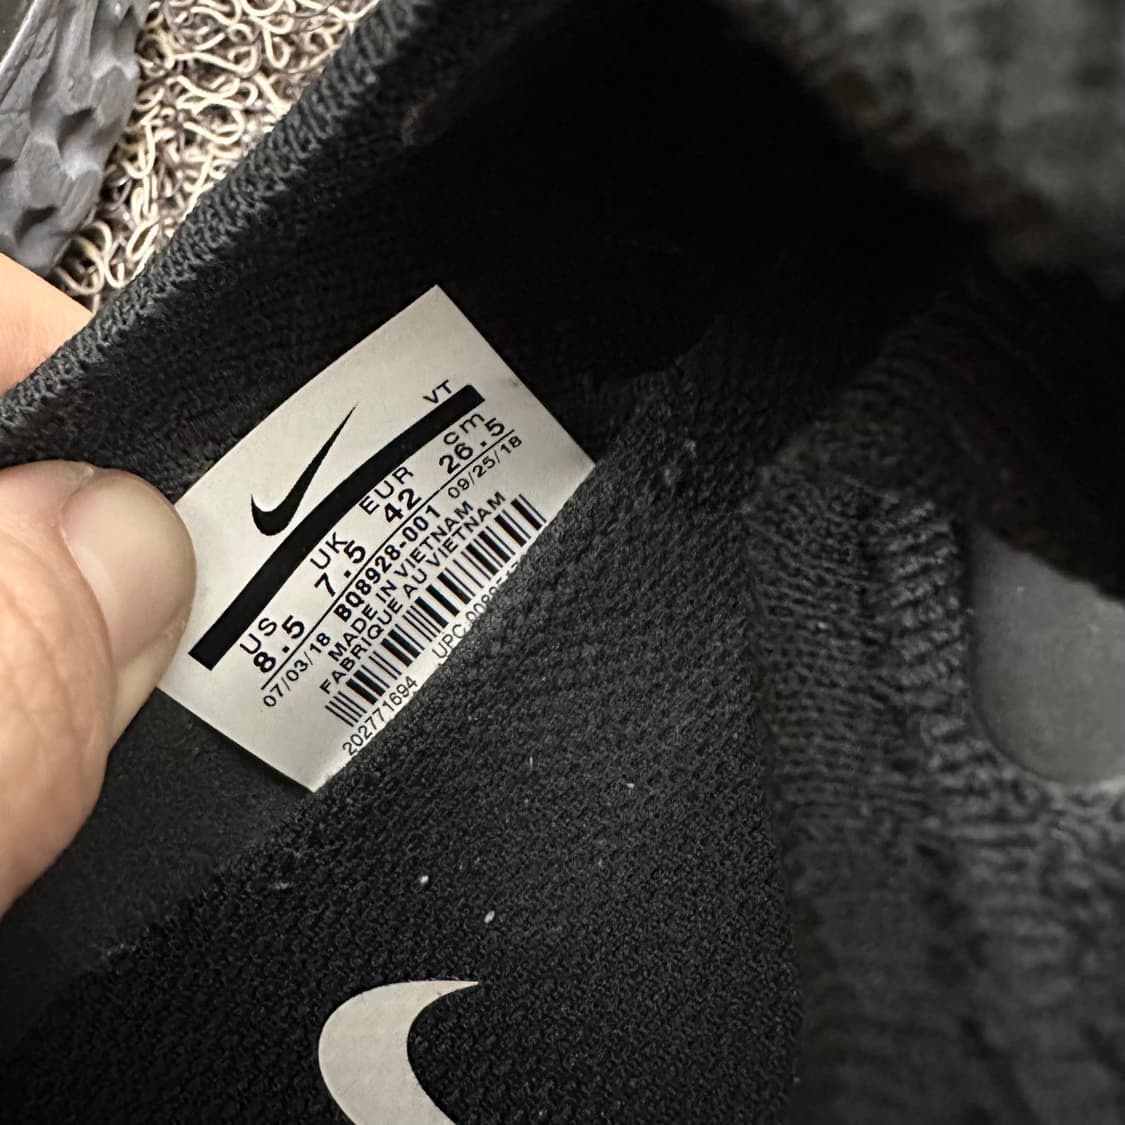 VT
US UK EUR cm
8.5 7.5 42 26.5
07/03/18 BQ8928-001 09/25/18
MADE IN VIETNAM
FABRIQUE AU VIETNAM
202771694 UPC: